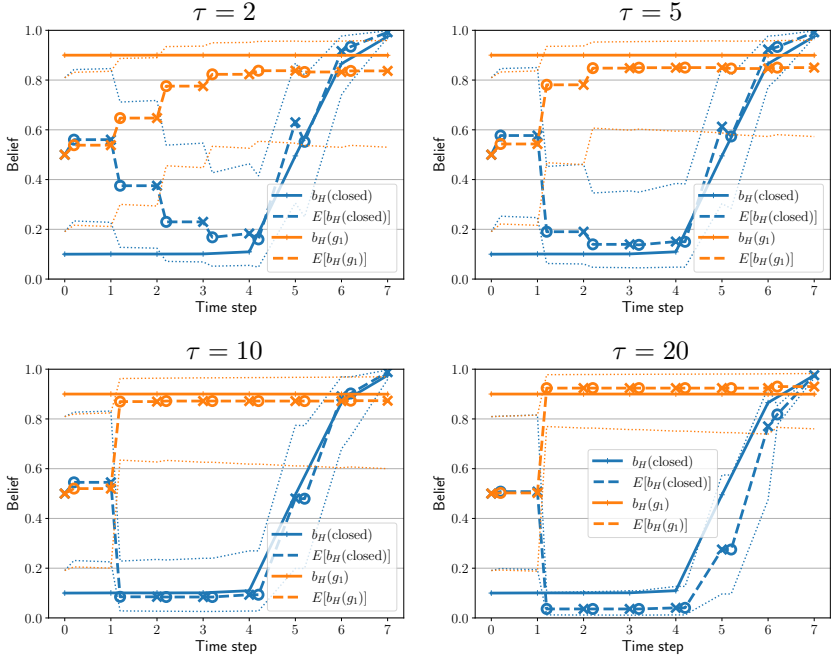 τ = 2
1.0
0.8
0.6
0.4
0.2
0.0
Belief
0 1 2 3 4 5 6 7
Time step
b_H(closed)
E[b_H(closed)]
b_H(g_1)
E[b_H(g_1)]
τ = 5
1.0
0.8
0.6
0.4
0.2
0.0
Belief
0 1 2 3 4 5 6 7
Time step
b_H(closed)
E[b_H(closed)]
b_H(g_1)
E[b_H(g_1)]
τ = 10
1.0
0.8
0.6
0.4
0.2
0.0
Belief
0 1 2 3 4 5 6 7
Time step
b_H(closed)
E[b_H(closed)]
b_H(g_1)
E[b_H(g_1)]
τ = 20
1.0
0.8
0.6
0.4
0.2
0.0
Belief
0 1 2 3 4 5 6 7
Time step
b_H(closed)
E[b_H(closed)]
b_H(g_1)
E[b_H(g_1)]